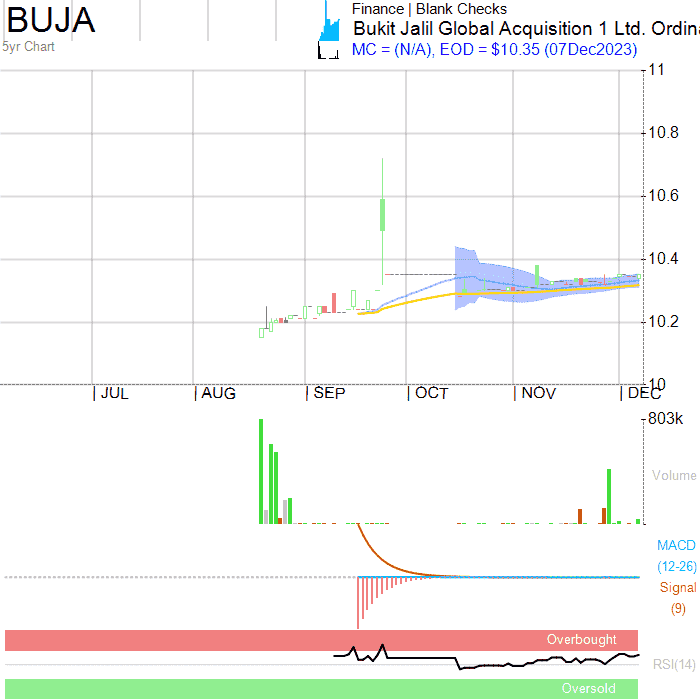 BUJA
5yr Chart
Finance | Blank Checks
Bukit Jalil Global Acquisition 1 Ltd. Ordina
MC = (N/A), EOD = $10.35 (07Dec2023)
11
10.8
10.6
10.4
10.2
10
JUL AUG SEP OCT NOV DEC
803k
Volume
MACD
(12-26)
Signal
(9)
Overbought
RSI(14)
Oversold